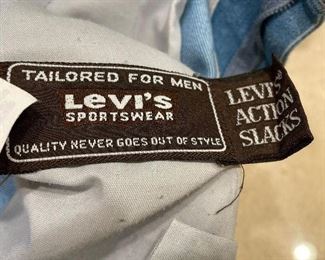 TAILORED FOR MEN
Levi's
SPORTSWEAR
QUALITY NEVER GOES OUT OF STYLE
LEVI'S®
ACTION
SLACKS